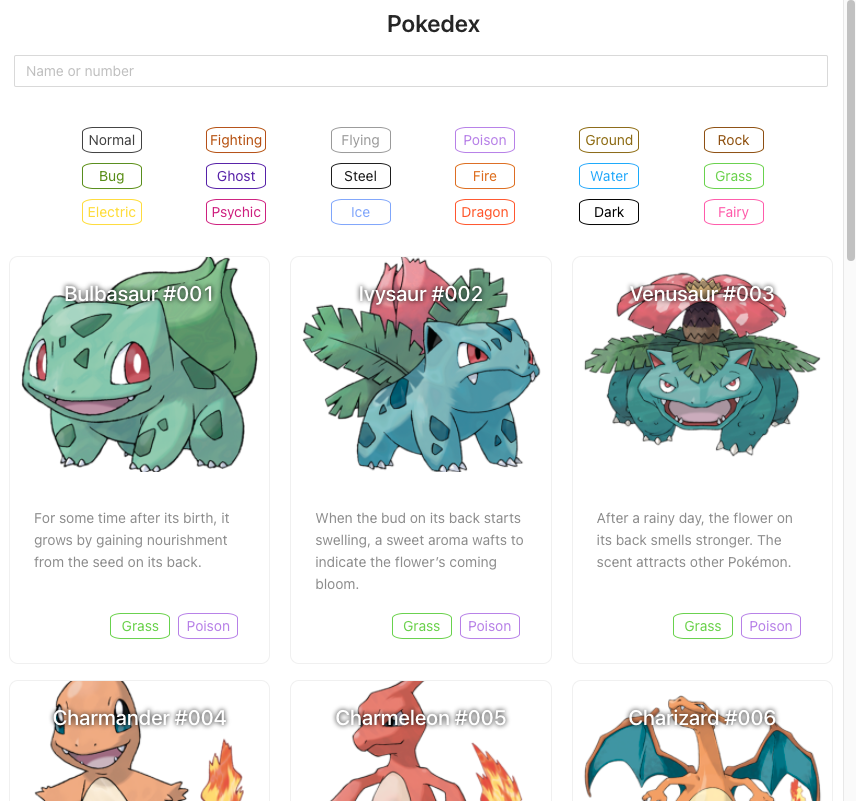 Pokedex
Name or number
Normal Fighting Flying Poison Ground Rock
Bug Ghost Steel Fire Water Grass
Electric Psychic Ice Dragon Dark Fairy
Bulbasaur #001
For some time after its birth, it
grows by gaining nourishment
from the seed on its back.
Grass Poison
Ivysaur #002
When the bud on its back starts
swelling, a sweet aroma wafts to
indicate the flower’s coming
bloom.
Grass Poison
Venusaur #003
After a rainy day, the flower on
its back smells stronger. The
scent attracts other Pokémon.
Grass Poison
Charmander #004
Charmeleon #005
Charizard #006